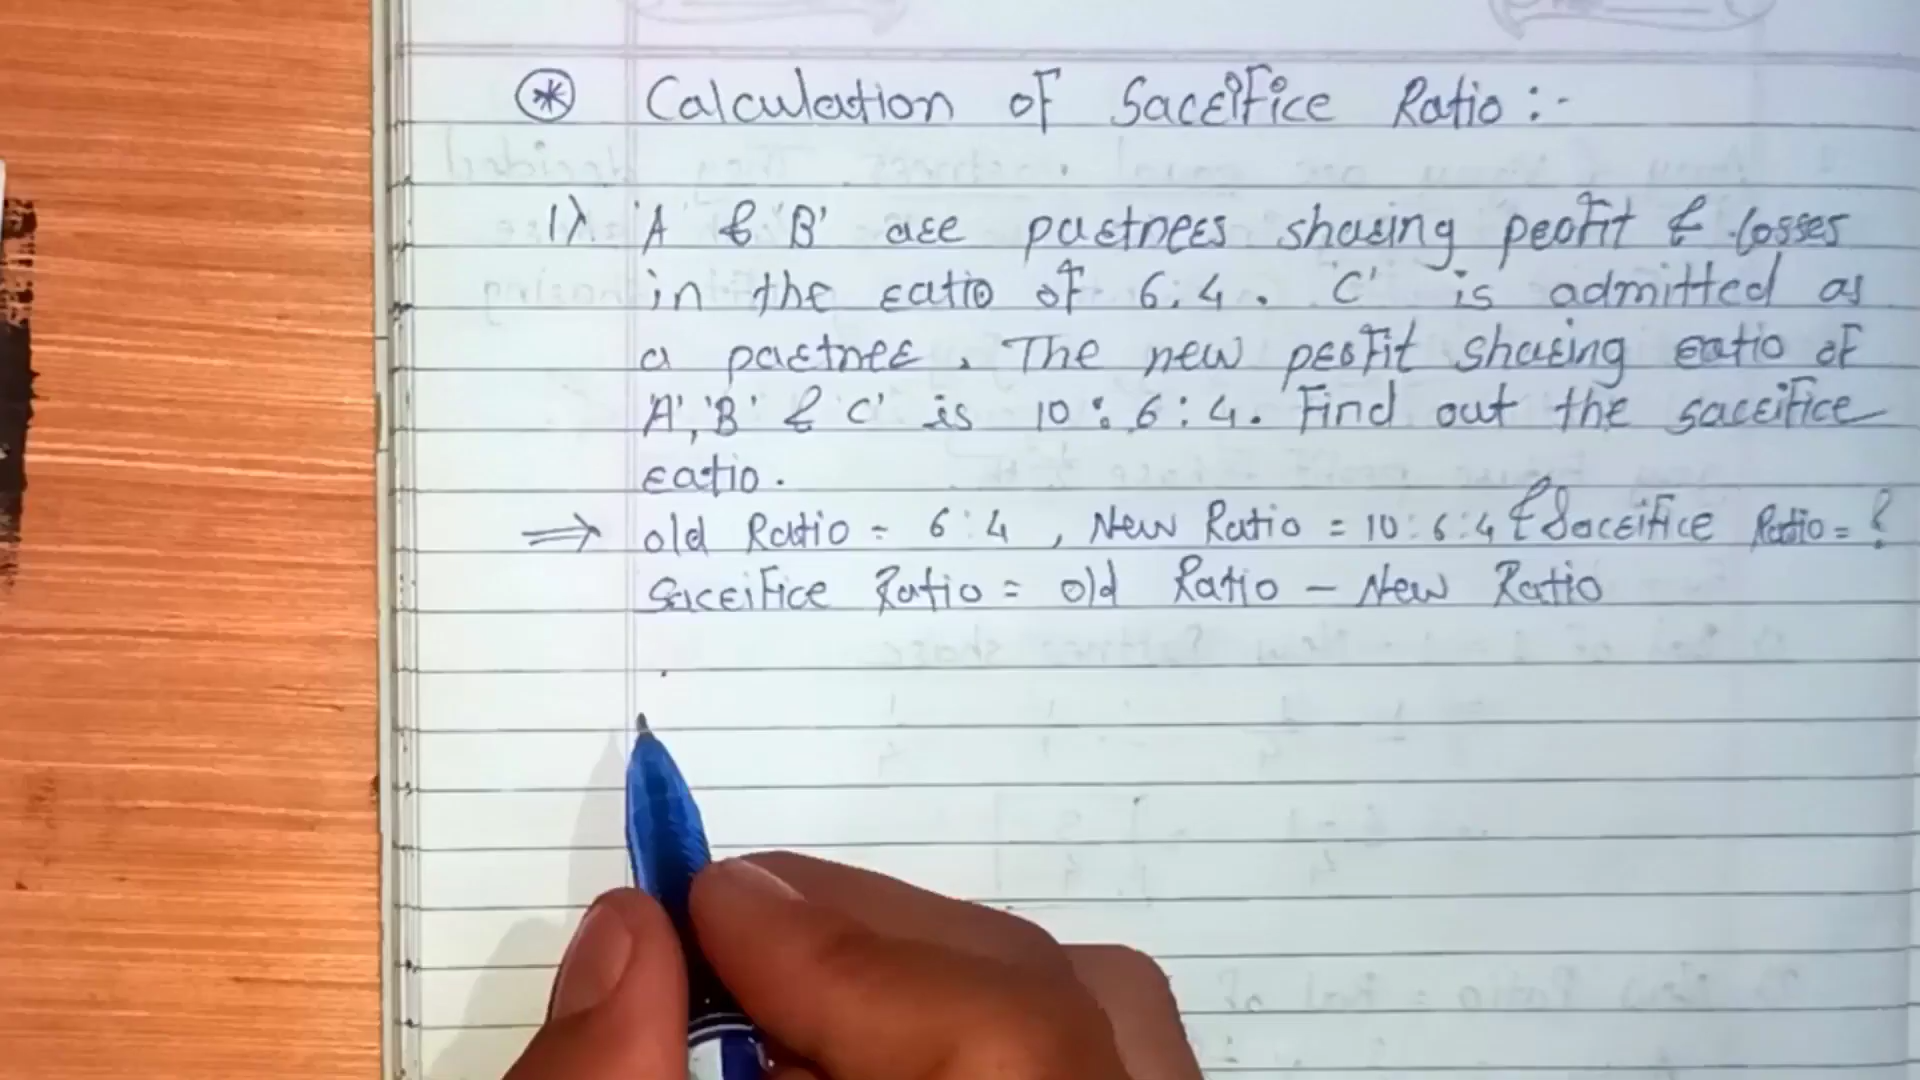 * Calculation of Sacrifice Ratio :-
1) 'A' & 'B' are partners sharing profit & losses
in the ratio of 6:4. 'C' is admitted as
a partner. The new profit sharing ratio of
'A', 'B' & 'C' is 10:6:4. Find out the sacrifice
ratio.
⇒ old Ratio = 6:4, New Ratio = 10:6:4 & Sacrifice Ratio = ?
Sacrifice Ratio = old Ratio - New Ratio